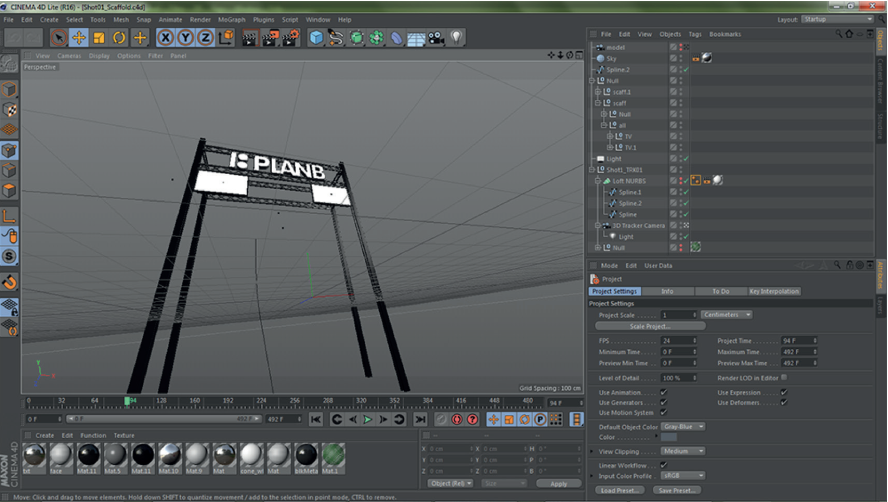 CINEMA 4D Lite (R16) - [Shot01_Scaffold.c4d]
File Edit Create Select Tools Mesh Snap Animate Render MoGraph Plugins Script Window Help Layout: Startup
X Y Z
File Edit View Objects Tags Bookmarks
View Cameras Display Options Filter Panel
Perspective
model
Sky
Spline.2
Null
scaff.1
scaff
Null
all
TV
TV.1
Light
Shot1_TRX01
Loft NURBS
Spline.1
Spline.2
Spline
3D Tracker Camera
Light
Null
PLANB
Grid Spacing : 100 cm
Mode Edit User Data
Project
Project Settings Info To Do Key Interpolation
Project Settings
Project Scale 1 Centimeters
Scale Project...
FPS 24 Project Time 94 F
Minimum Time 0 F Maximum Time 492 F
Preview Min Time 0 F Preview Max Time 492 F
Level of Detail 100 % Render LOD in Editor
Use Animation Use Expression
Use Generators Use Deformers
Use Motion System
Default Object Color Gray-Blue
Color
View Clipping Medium
Linear Workflow
Input Color Profile sRGB
Load Preset... Save Preset...
0 32 64 94 128 160 192 224 256 288 320 352 384 416 448 480 94 F
0 F 0 F 492 F 492 F
Create Edit Function Texture
txt face Mat.11 Mat.5 Mat.11 Mat.10 Mat.9 Mat Mat blkMeta Mat.1
X 0 cm X 0 cm H 0 °
Y 0 cm Y 0 cm P 0 °
Z 0 cm Z 0 cm B 0 °
Object (Rel) Size Apply
MAXON
CINEMA 4D
Move: Click and drag to move elements. Hold down SHIFT to quantize movement / add to the selection in point mode, CTRL to remove.